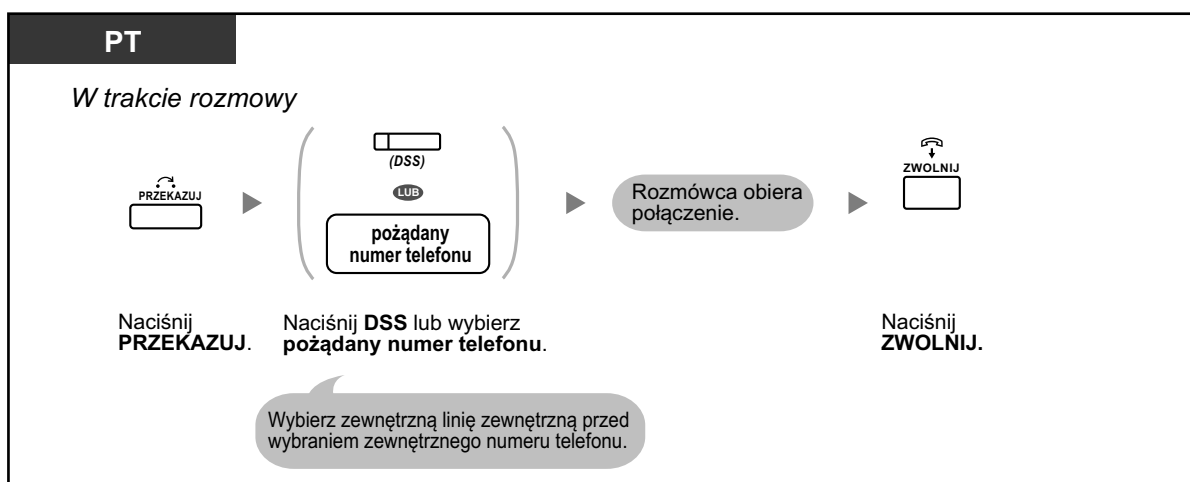 PT
W trakcie rozmowy
PRZEKAZUJ
(DSS)
LUB
pożądany
numer telefonu
Rozmówca obiera
połączenie.
ZWOLNIJ
Naciśnij
PRZEKAZUJ.
Naciśnij DSS lub wybierz
pożądany numer telefonu.
Naciśnij
ZWOLNIJ.
Wybierz zewnętrzną linię zewnętrzną przed
wybraniem zewnętrznego numeru telefonu.